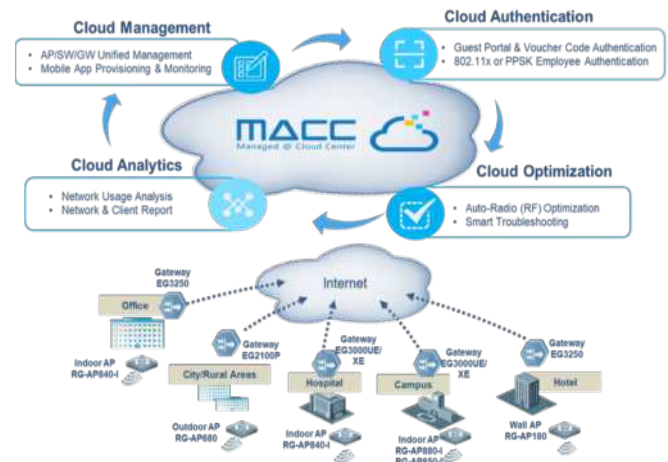 Cloud Management
• AP/SW/GW Unified Management
• Mobile App Provisioning & Monitoring
Cloud Authentication
• Guest Portal & Voucher Code Authentication
• 802.11x or PPSK Employee Authentication
MACC
Managed @ Cloud Center
Cloud Analytics
• Network Usage Analysis
• Network & Client Report
Cloud Optimization
• Auto-Radio (RF) Optimization
• Smart Troubleshooting
Internet
Gateway
EG3250
Office
Indoor AP
RG-AP840-I
Gateway
EG2100P
City/Rural Areas
Outdoor AP
RG-AP680
Gateway
EG3000UE/
XE
Hospital
Indoor AP
RG-AP840-I
Gateway
EG3000UE/
XE
Campus
Indoor AP
RG-AP880-I
Gateway
EG3250
Hotel
Wall AP
RG-AP180